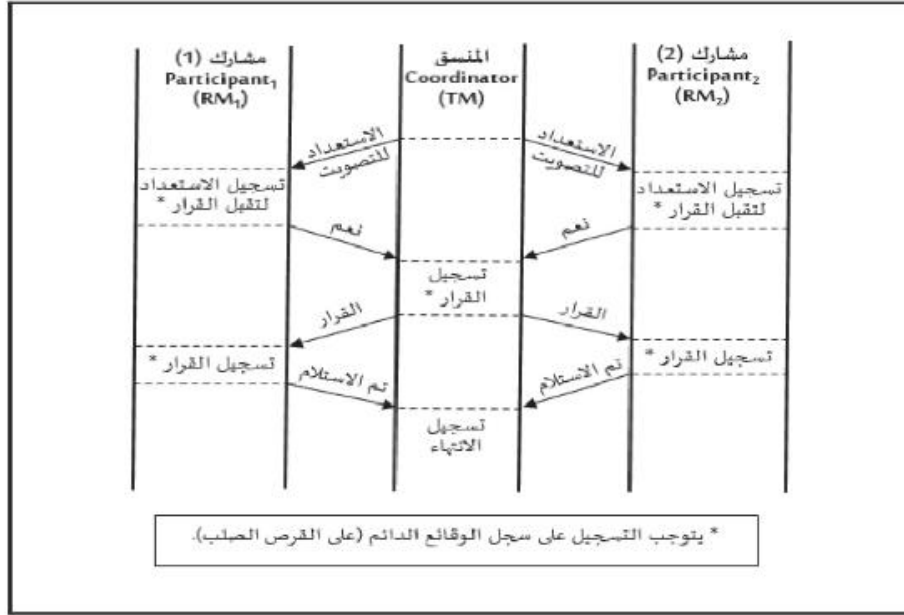 مشارك (1)
Participant1
(RM1)
المنسق
Coordinator
(TM)
مشارك (2)
Participant2
(RM2)
الاستعداد
للتصويت
الاستعداد
للتصويت
تسجيل الاستعداد
لتقبل القرار *
تسجيل الاستعداد
لتقبل القرار *
نعم
نعم
تسجيل
القرار *
القرار
القرار
تسجيل القرار *
تسجيل القرار *
تم الاستلام
تم الاستلام
تسجيل
الانتهاء
* يتوجب التسجيل على سجل الوقائع الدائم (على القرص الصلب).